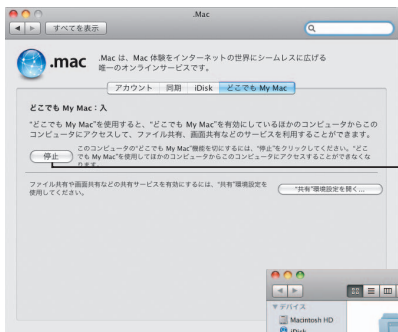 .Mac
すべてを表示
.mac
.Mac は、Mac 体験をインターネットの世界にシームレスに広げる
唯一のオンラインサービスです。
アカウント 同期 iDisk どこでも My Mac
どこでも My Mac：入
"どこでも My Mac"を使用すると、"どこでも My Mac"を有効にしているほかのコンピュータからこの
コンピュータにアクセスして、ファイル共有、画面共有などのサービスを利用することができます。
停止
このコンピュータの"どこでも My Mac"機能を切にするには、"停止"をクリックしてください。"どこ
でも My Mac"を使用してほかのコンピュータからこのコンピュータにアクセスすることができなくな
ります。
ファイル共有や画面共有などの共有サービスを有効にするには、"共有"環境設定を
使用してください。
"共有"環境設定を開く...
デバイス
Macintosh HD
iDisk